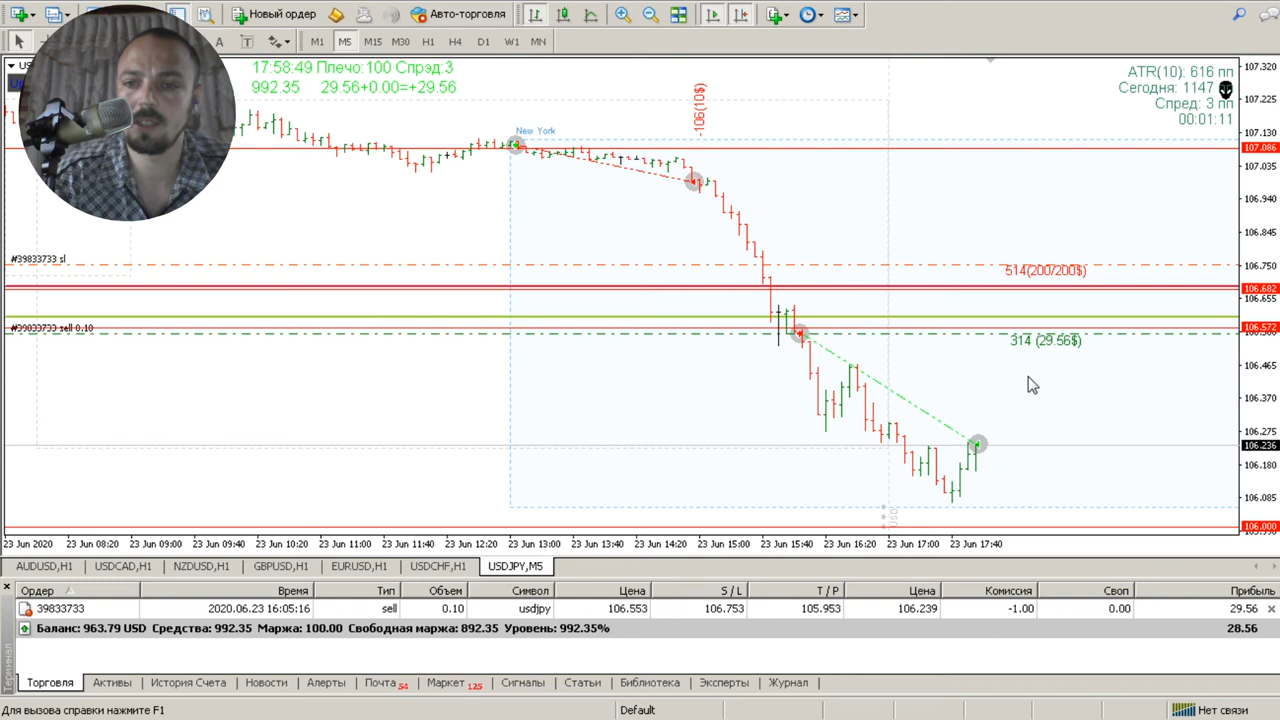 Новый ордер
Авто-торговля
A
T
M1 M5 M15 M30 H1 H4 D1 W1 MN
17:58:49 Плечо:100 Спрэд:3
992.35 29.56+0.00=+29.56
-106(10$)
ATR(10): 616 пп
Сегодня: 1147
Спред: 3 пп
00:01:11
New York
#39833733 sl
514(200/200$)
#39833733 sell 0.10
314 (29.56$)
107.320
107.225
107.130
107.086
107.035
106.940
106.845
106.750
106.682
106.655
106.572
106.465
106.370
106.275
106.236
106.180
106.085
106.000
23 Jun 2020 23 Jun 08:20 23 Jun 09:00 23 Jun 09:40 23 Jun 10:20 23 Jun 11:00 23 Jun 11:40 23 Jun 12:20 23 Jun 13:00 23 Jun 13:40 23 Jun 14:20 23 Jun 15:00 23 Jun 15:40 23 Jun 16:20 23 Jun 17:00 23 Jun 17:40
AUDUSD,H1 USDCAD,H1 NZDUSD,H1 GBPUSD,H1 EURUSD,H1 USDCHF,H1 USDJPY,M5
Ордер Время Тип Объем Символ Цена S / L T / P Цена Комиссия Своп Прибыль
39833733 2020.06.23 16:05:16 sell 0.10 usdjpy 106.553 106.753 105.953 106.239 -1.00 0.00 29.56
Баланс: 963.79 USD Средства: 992.35 Маржа: 100.00 Свободная маржа: 892.35 Уровень: 992.35% 28.56
Терминал
Торговля Активы История Счета Новости Алерты Почта 54 Маркет 125 Сигналы Статьи Библиотека Эксперты Журнал
Для вызова справки нажмите F1 Default Нет связи